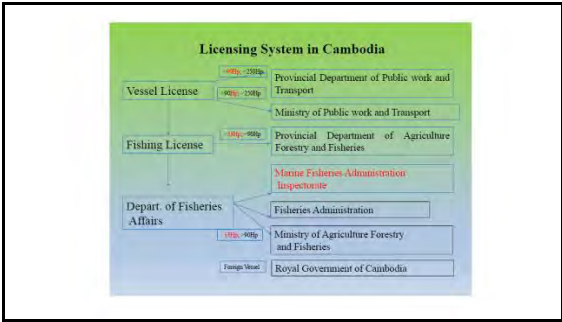 Licensing System in Cambodia
Vessel License
Provincial Department of Public work and
Transport
Ministry of Public work and Transport
Fishing License
Provincial Department of Agriculture
Forestry and Fisheries
Marine Fisheries Administration
Inspectorate
Depart. of Fisheries
Affairs
Fisheries Administration
Ministry of Agriculture Forestry
and Fisheries
Foreign Vessel
Royal Government of Cambodia